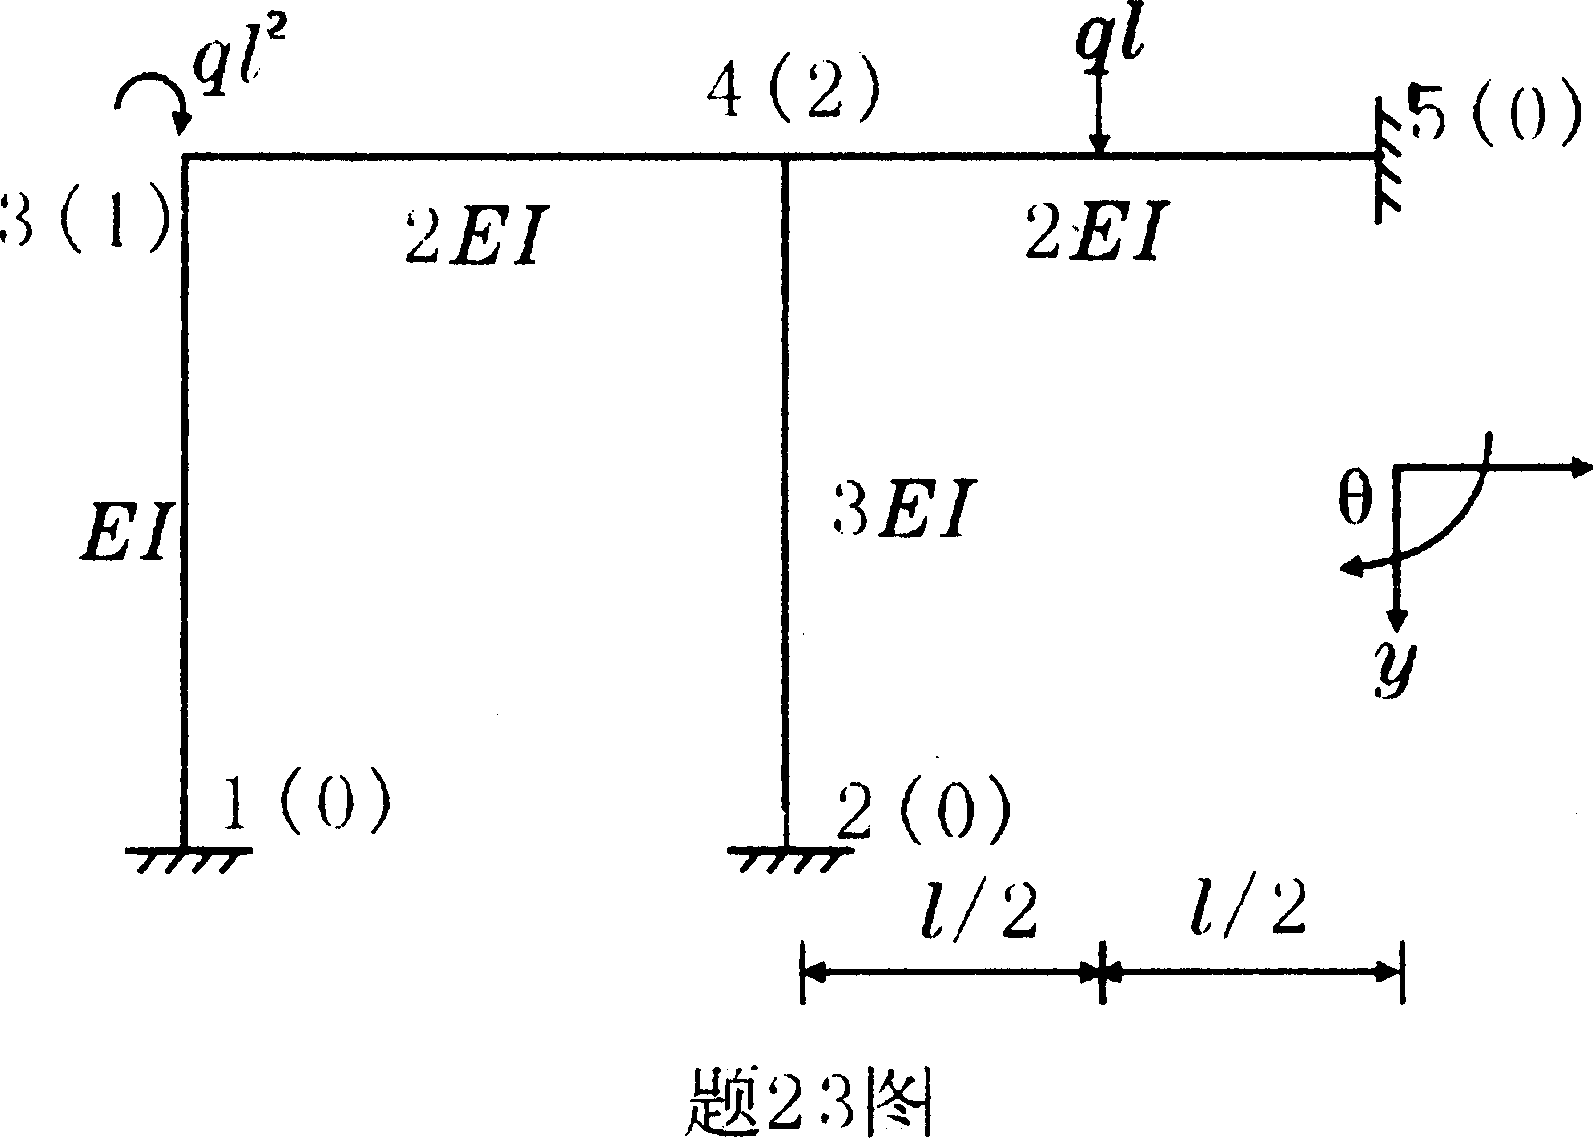 ql²
ql
4(2)
5(0)
3(1)
2EI
2EI
EI
3EI
θ
y
1(0)
2(0)
l/2
l/2
题23图